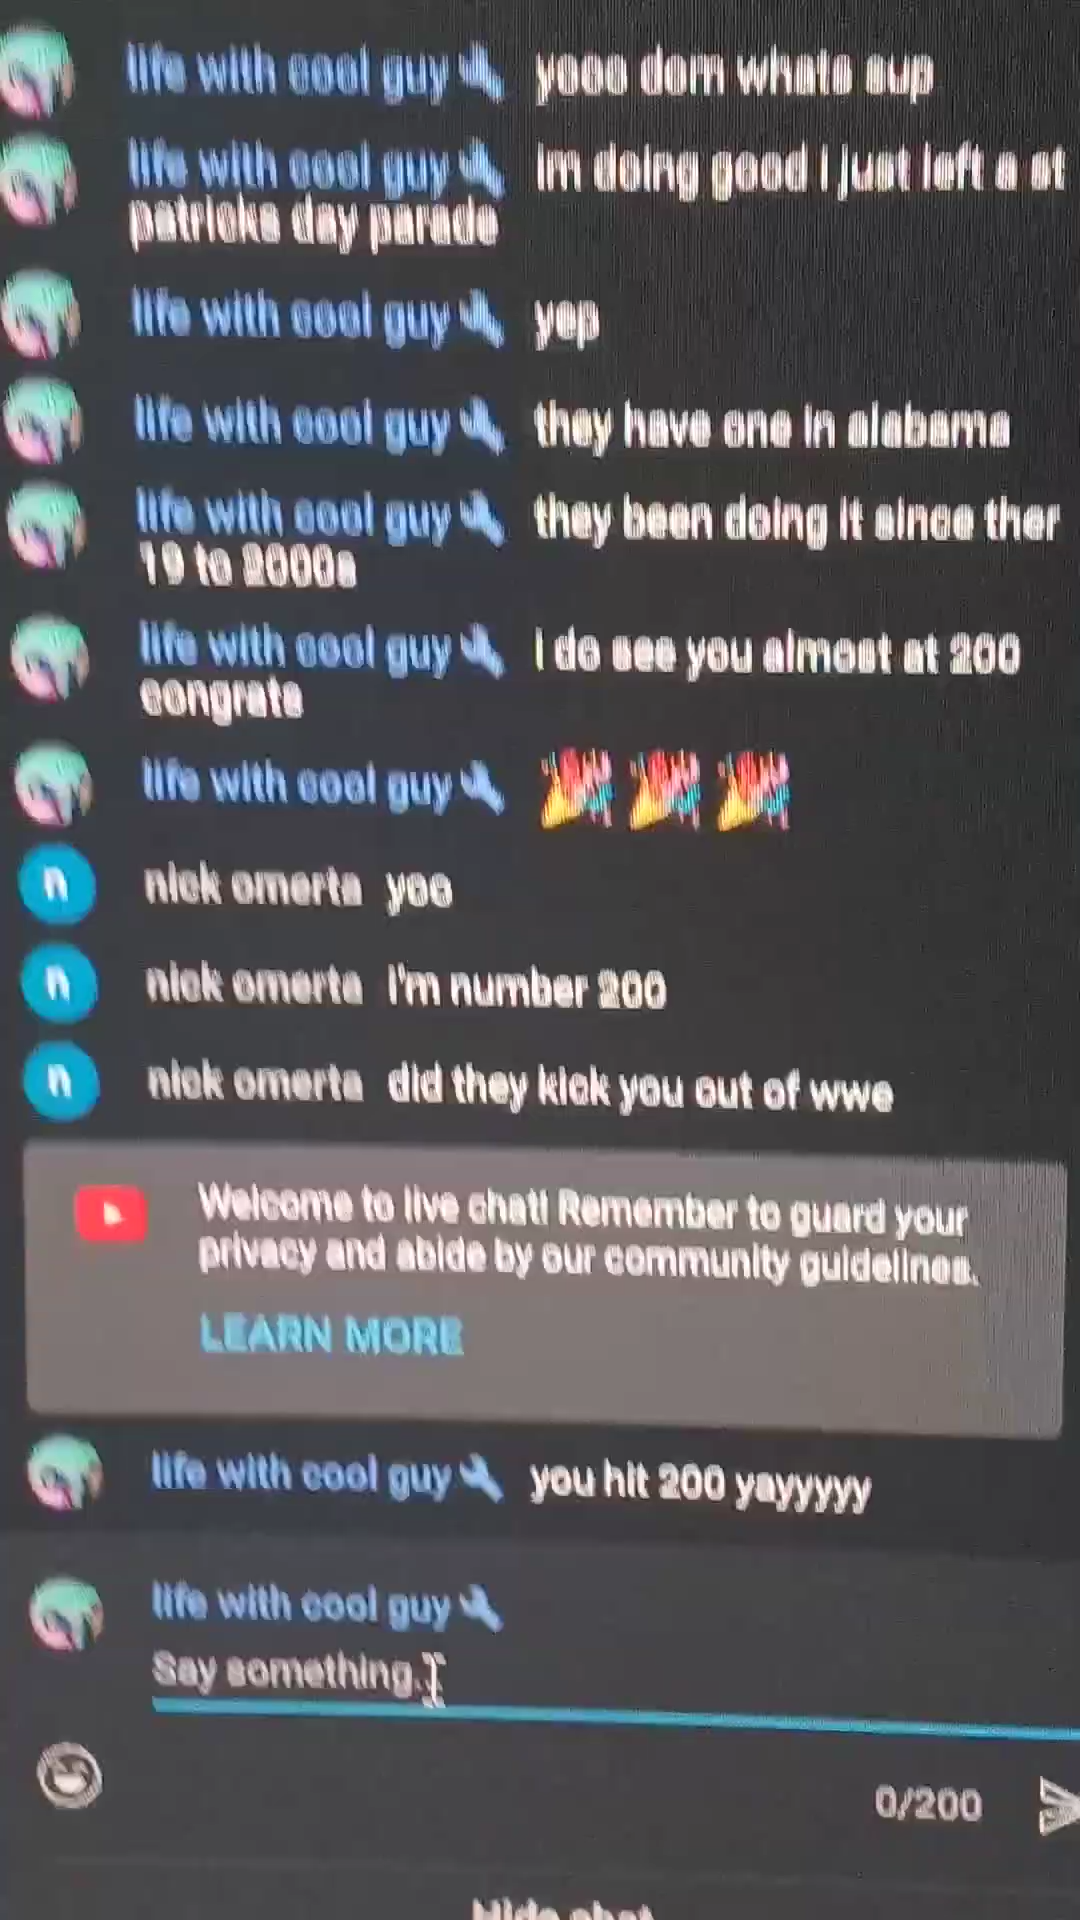 life with cool guy yooo dom whats sup
life with cool guy im doing good I just left a st
patricks day parade
life with cool guy yep
life with cool guy they have one in alabama
life with cool guy they been doing it since ther
19 to 2000s
life with cool guy I do see you almost at 200
congrats
life with cool guy
n nick omerta yoo
n nick omerta I'm number 200
n nick omerta did they kick you out of wwe
Welcome to live chat! Remember to guard your
privacy and abide by our community guidelines.
LEARN MORE
life with cool guy you hit 200 yayyyyy
life with cool guy
Say something..
0/200
Hide chat